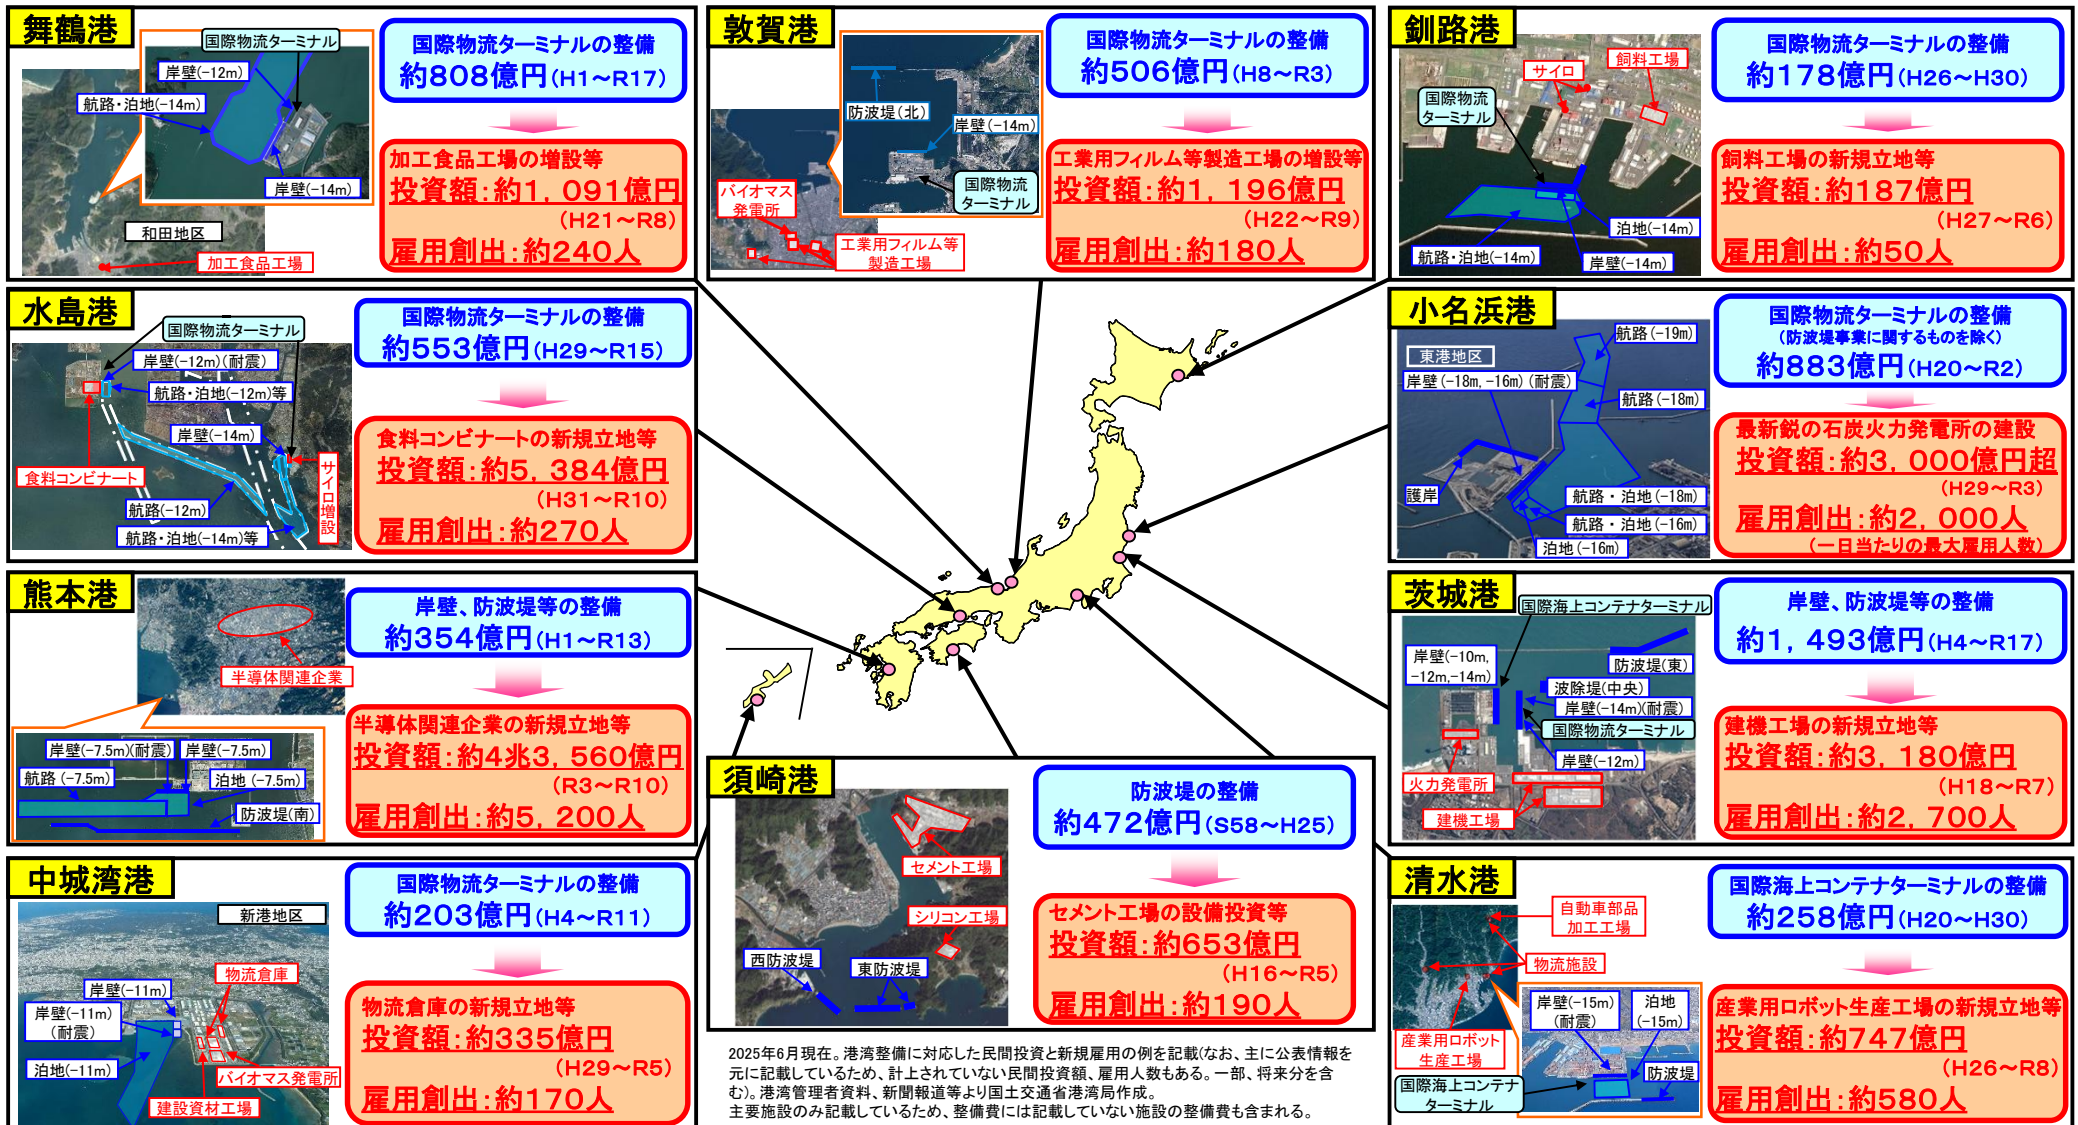 舞鶴港
国際物流ターミナル
岸壁(-12m)
航路・泊地(-14m)
岸壁(-14m)
和田地区
加工食品工場
国際物流ターミナルの整備
約808億円(H1～R17)
加工食品工場の増設等
投資額:約1,091億円
(H21～R8)
雇用創出:約240人
敦賀港
防波堤(北)
岸壁(-14m)
国際物流
ターミナル
バイオマス
発電所
工業用フィルム等
製造工場
国際物流ターミナルの整備
約506億円(H8～R3)
工業用フィルム等製造工場の増設等
投資額:約1,196億円
(H22～R9)
雇用創出:約180人
釧路港
サイロ
飼料工場
国際物流
ターミナル
泊地(-14m)
航路・泊地(-14m)
岸壁(-14m)
国際物流ターミナルの整備
約178億円(H26～H30)
飼料工場の新規立地等
投資額:約187億円
(H27～R6)
雇用創出:約50人
水島港
国際物流ターミナル
岸壁(-12m)(耐震)
航路・泊地(-12m)等
岸壁(-14m)
食料コンビナート
サイロ増設
航路(-12m)
航路・泊地(-14m)等
国際物流ターミナルの整備
約553億円(H29～R15)
食料コンビナートの新規立地等
投資額:約5,384億円
(H31～R10)
雇用創出:約270人
小名浜港
航路(-19m)
東港地区
岸壁(-18m,-16m)(耐震)
航路(-18m)
護岸
航路・泊地(-18m)
航路・泊地(-16m)
泊地(-16m)
国際物流ターミナルの整備
(防波堤事業に関するものを除く)
約883億円(H20～R2)
最新鋭の石炭火力発電所の建設
投資額:約3,000億円超
(H29～R3)
雇用創出:約2,000人
(一日当たりの最大雇用人数)
熊本港
半導体関連企業
岸壁(-7.5m)(耐震)
岸壁(-7.5m)
航路(-7.5m)
泊地(-7.5m)
防波堤(南)
岸壁、防波堤等の整備
約354億円(H1～R13)
半導体関連企業の新規立地等
投資額:約4兆3,560億円
(R3～R10)
雇用創出:約5,200人
茨城港
国際海上コンテナターミナル
岸壁(-10m,
-12m,-14m)
防波堤(東)
波除堤(中央)
岸壁(-14m)(耐震)
国際物流ターミナル
岸壁(-12m)
火力発電所
建機工場
岸壁、防波堤等の整備
約1,493億円(H4～R17)
建機工場の新規立地等
投資額:約3,180億円
(H18～R7)
雇用創出:約2,700人
中城湾港
新港地区
物流倉庫
岸壁(-11m)
岸壁(-11m)
(耐震)
泊地(-11m)
バイオマス発電所
建設資材工場
国際物流ターミナルの整備
約203億円(H4～R11)
物流倉庫の新規立地等
投資額:約335億円
(H29～R5)
雇用創出:約170人
須崎港
セメント工場
シリコン工場
西防波堤
東防波堤
防波堤の整備
約472億円(S58～H25)
セメント工場の設備投資等
投資額:約653億円
(H16～R5)
雇用創出:約190人
清水港
自動車部品
加工工場
物流施設
岸壁(-15m)
(耐震)
泊地
(-15m)
産業用ロボット
生産工場
防波堤
国際海上コンテナ
ターミナル
国際海上コンテナターミナルの整備
約258億円(H20～H30)
産業用ロボット生産工場の新規立地等
投資額:約747億円
(H26～R8)
雇用創出:約580人
2025年6月現在。港湾整備に対応した民間投資と新規雇用の例を記載(なお、主に公表情報を
元に記載しているため、計上されていない民間投資額、雇用人数もある。一部、将来分を含
む)。港湾管理者資料、新聞報道等より国土交通省港湾局作成。
主要施設のみ記載しているため、整備費には記載していない施設の整備費も含まれる。